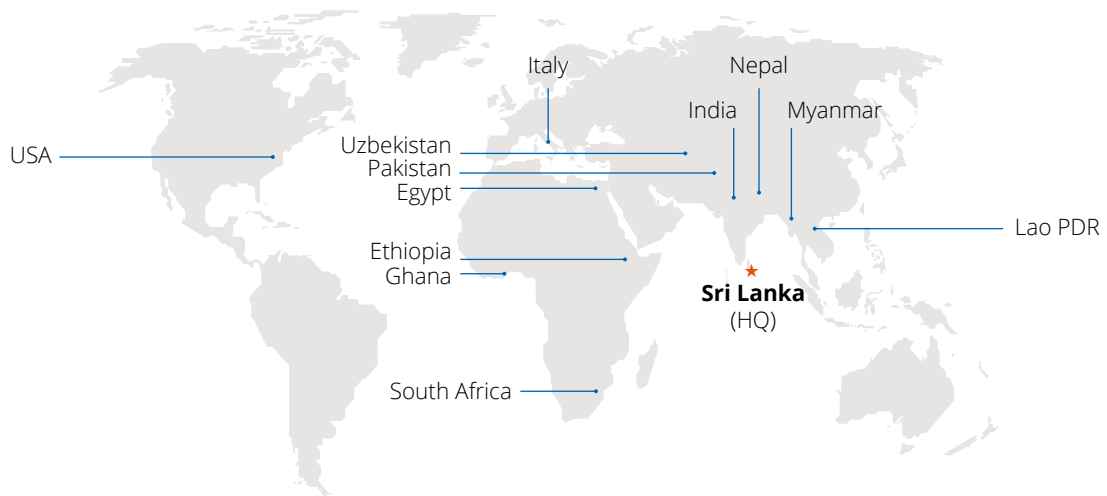 Italy
Nepal
India
Myanmar
USA
Uzbekistan
Pakistan
Egypt
Lao PDR
Ethiopia
Ghana
Sri Lanka
(HQ)
South Africa